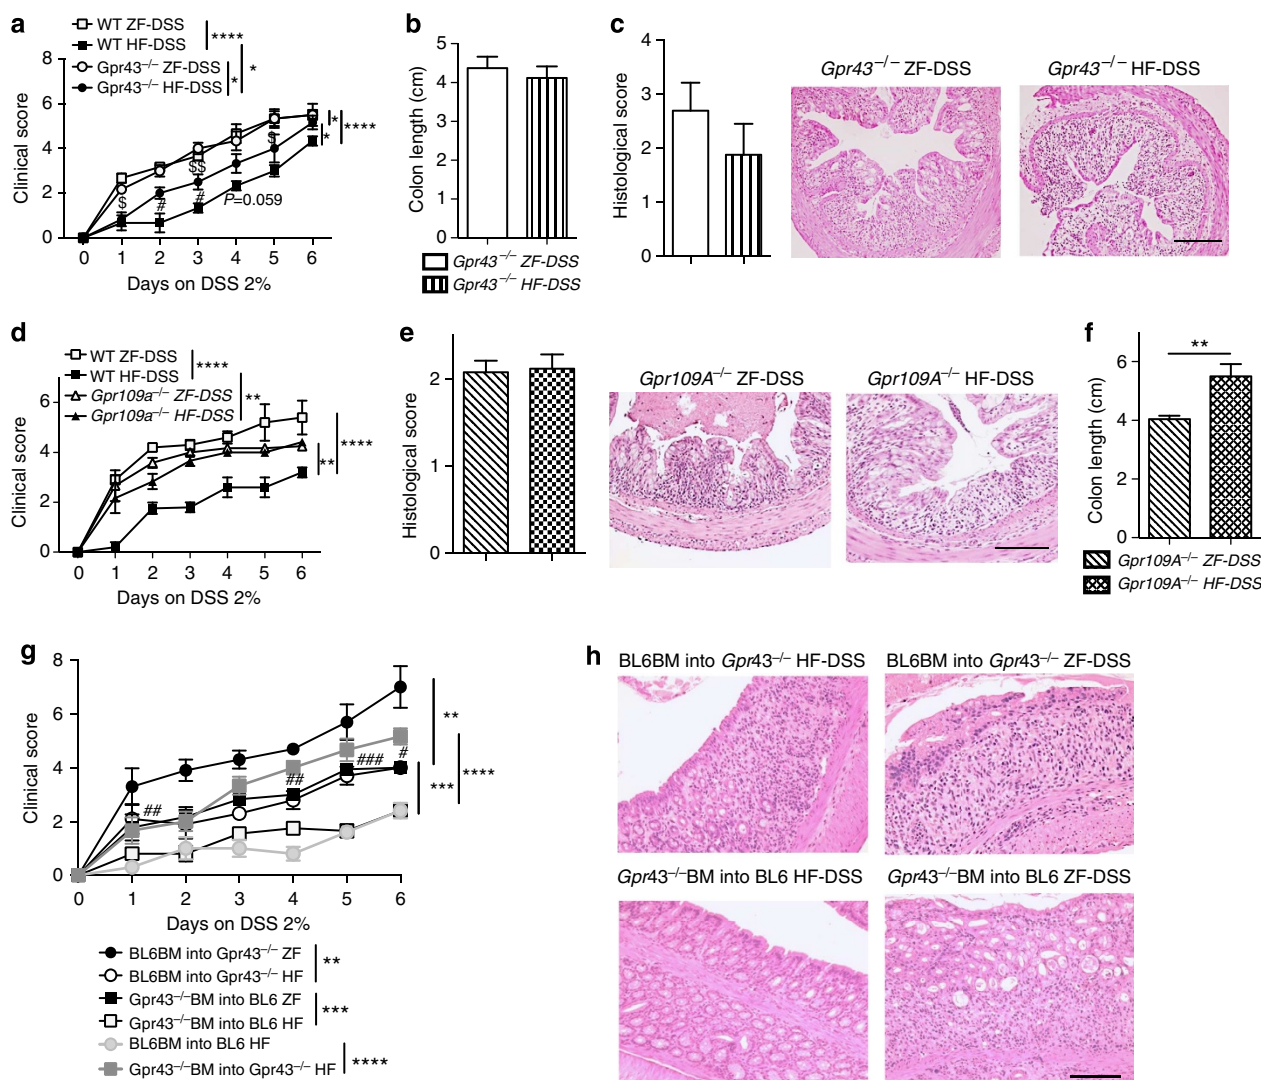 a
WT ZF-DSS
WT HF-DSS
Gpr43–/– ZF-DSS
Gpr43–/– HF-DSS
****
*
*
Clinical score
8
6
4
2
0
$
#
$$
#
P=0.059
$
*
*
****
0 1 2 3 4 5 6
Days on DSS 2%
b
Colon length (cm)
5
4
3
2
1
0
Gpr43–/– ZF-DSS
Gpr43–/– HF-DSS
c
Histological score
4
3
2
1
0
Gpr43–/– ZF-DSS
Gpr43–/– HF-DSS
d
WT ZF-DSS
WT HF-DSS
Gpr109a–/– ZF-DSS
Gpr109a–/– HF-DSS
****
**
Clinical score
6
4
2
0
**
****
0 1 2 3 4 5 6
Days on DSS 2%
e
Histological score
2
1
0
Gpr109A–/– ZF-DSS
Gpr109A–/– HF-DSS
f
**
Colon length (cm)
6
4
2
0
Gpr109A–/– ZF-DSS
Gpr109A–/– HF-DSS
g
Clinical score
8
6
4
2
0
##
##
###
#
**
***
****
0 1 2 3 4 5 6
Days on DSS 2%
BL6BM into Gpr43–/– ZF
BL6BM into Gpr43–/– HF
**
Gpr43–/–BM into BL6 ZF
Gpr43–/–BM into BL6 HF
***
BL6BM into BL6 HF
Gpr43–/–BM into Gpr43–/– HF
****
h
BL6BM into Gpr43–/– HF-DSS
BL6BM into Gpr43–/– ZF-DSS
Gpr43–/–BM into BL6 HF-DSS
Gpr43–/–BM into BL6 ZF-DSS